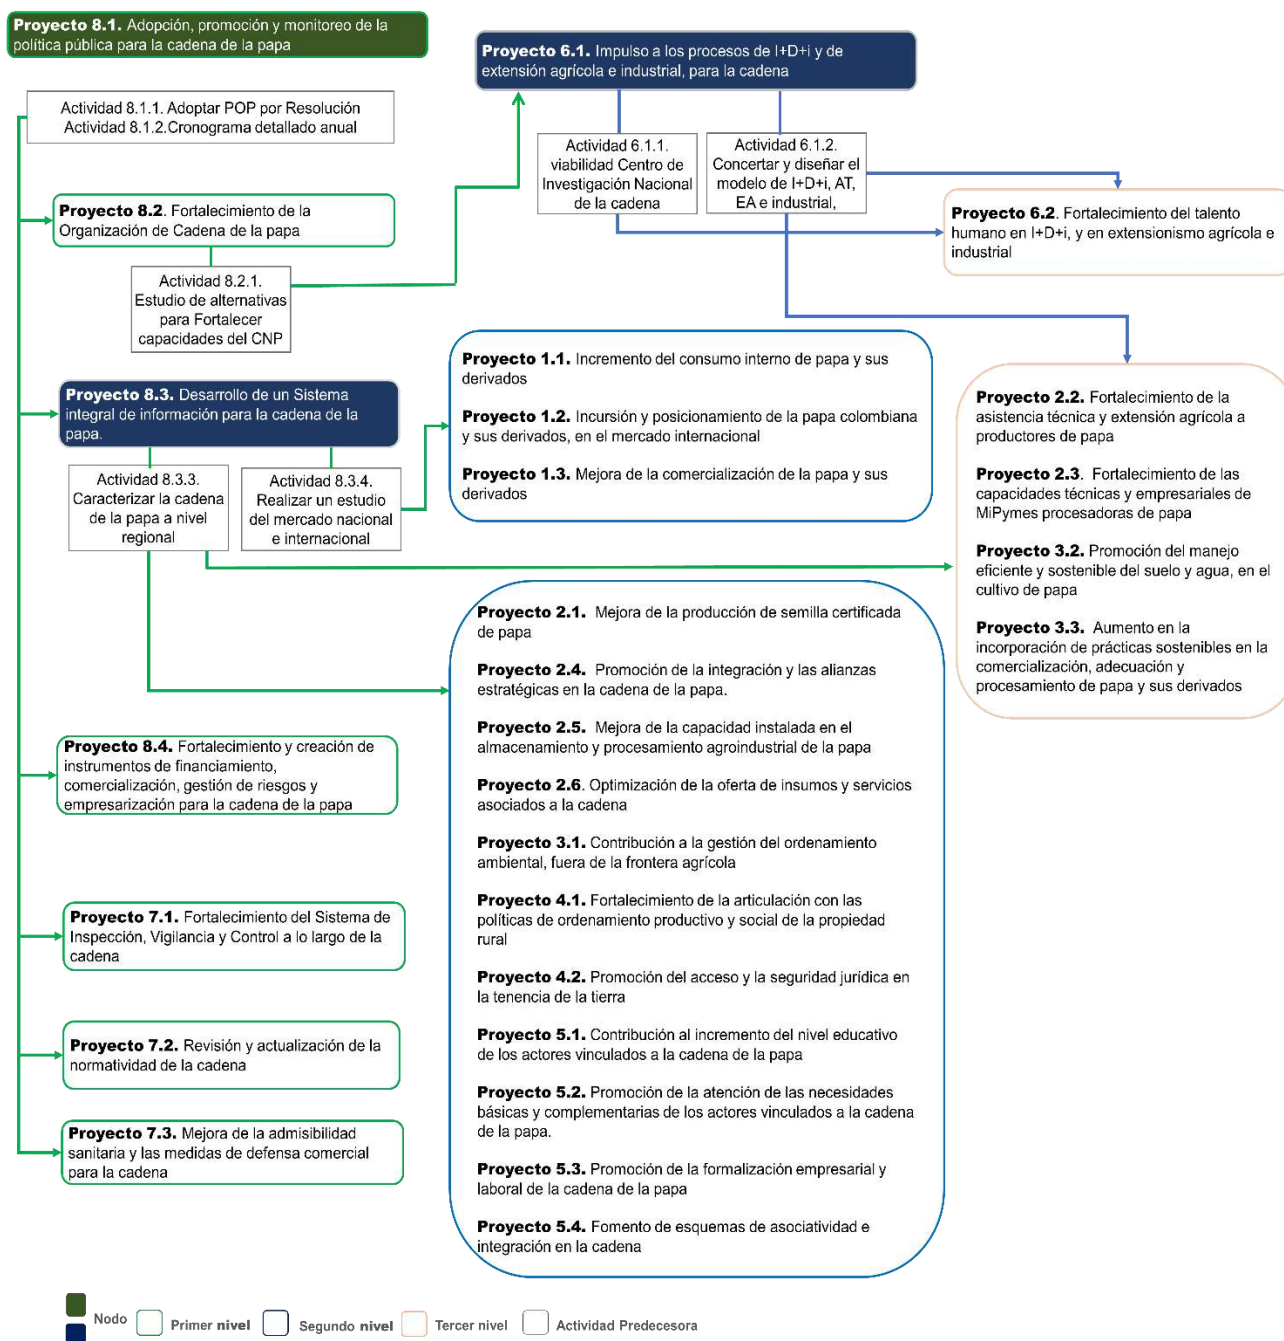 Proyecto 8.1. Adopción, promoción y monitoreo de la
política pública para la cadena de la papa
Actividad 8.1.1. Adoptar POP por Resolución
Actividad 8.1.2.Cronograma detallado anual
Proyecto 8.2. Fortalecimiento de la
Organización de Cadena de la papa
Actividad 8.2.1.
Estudio de alternativas
para Fortalecer
capacidades del CNP
Proyecto 8.3. Desarrollo de un Sistema
integral de información para la cadena de la
papa.
Actividad 8.3.3.
Caracterizar la cadena
de la papa a nivel
regional
Actividad 8.3.4.
Realizar un estudio
del mercado nacional
e internacional
Proyecto 8.4. Fortalecimiento y creación de
instrumentos de financiamiento,
comercialización, gestión de riesgos y
empresarización para la cadena de la papa
Proyecto 7.1. Fortalecimiento del Sistema de
Inspección, Vigilancia y Control a lo largo de la
cadena
Proyecto 7.2. Revisión y actualización de la
normatividad de la cadena
Proyecto 7.3. Mejora de la admisibilidad
sanitaria y las medidas de defensa comercial
para la cadena
Proyecto 6.1. Impulso a los procesos de I+D+i y de
extensión agrícola e industrial, para la cadena
Actividad 6.1.1.
viabilidad Centro de
Investigación Nacional
de la cadena
Actividad 6.1.2.
Concertar y diseñar el
modelo de I+D+i, AT,
EA e industrial,
Proyecto 6.2. Fortalecimiento del talento
humano en I+D+i, y en extensionismo agrícola e
industrial
Proyecto 1.1. Incremento del consumo interno de papa y sus
derivados
Proyecto 1.2. Incursión y posicionamiento de la papa colombiana
y sus derivados, en el mercado internacional
Proyecto 1.3. Mejora de la comercialización de la papa y sus
derivados
Proyecto 2.2. Fortalecimiento de la
asistencia técnica y extensión agrícola a
productores de papa
Proyecto 2.3. Fortalecimiento de las
capacidades técnicas y empresariales de
MiPymes procesadoras de papa
Proyecto 3.2. Promoción del manejo
eficiente y sostenible del suelo y agua, en el
cultivo de papa
Proyecto 3.3. Aumento en la
incorporación de prácticas sostenibles en la
comercialización, adecuación y
procesamiento de papa y sus derivados
Proyecto 2.1. Mejora de la producción de semilla certificada
de papa
Proyecto 2.4. Promoción de la integración y las alianzas
estratégicas en la cadena de la papa.
Proyecto 2.5. Mejora de la capacidad instalada en el
almacenamiento y procesamiento agroindustrial de la papa
Proyecto 2.6. Optimización de la oferta de insumos y servicios
asociados a la cadena
Proyecto 3.1. Contribución a la gestión del ordenamiento
ambiental, fuera de la frontera agrícola
Proyecto 4.1. Fortalecimiento de la articulación con las
políticas de ordenamiento productivo y social de la propiedad
rural
Proyecto 4.2. Promoción del acceso y la seguridad jurídica en
la tenencia de la tierra
Proyecto 5.1. Contribución al incremento del nivel educativo
de los actores vinculados a la cadena de la papa
Proyecto 5.2. Promoción de la atención de las necesidades
básicas y complementarias de los actores vinculados a la cadena
de la papa.
Proyecto 5.3. Promoción de la formalización empresarial y
laboral de la cadena de la papa
Proyecto 5.4. Fomento de esquemas de asociatividad e
integración en la cadena
Nodo
Primer nivel
Segundo nivel
Tercer nivel
Actividad Predecesora